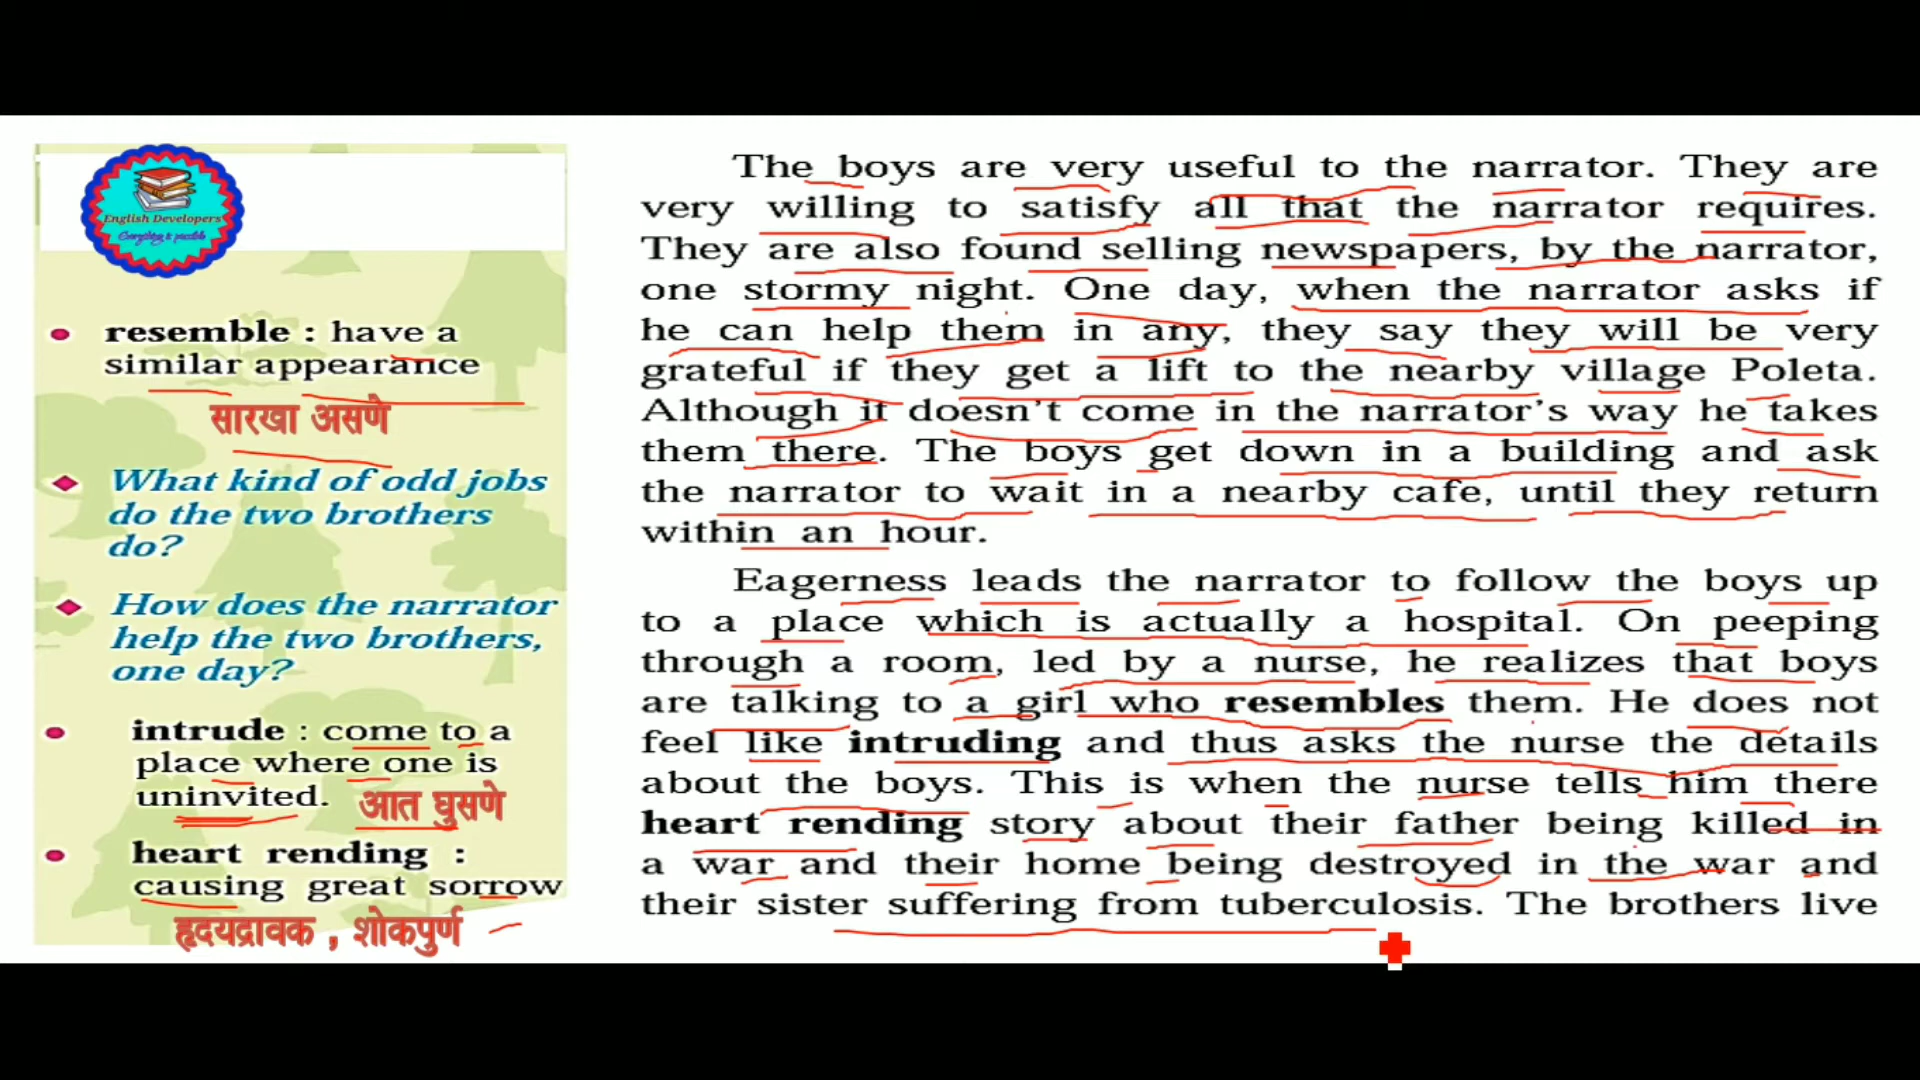 English Developers
Everything is possible
resemble : have a
similar appearance
सारखा असणे
What kind of odd jobs
do the two brothers
do?
How does the narrator
help the two brothers,
one day?
intrude : come to a
place where one is
uninvited.
आत घुसणे
heart rending :
causing great sorrow
हृदयद्रावक , शोकपुर्ण
The boys are very useful to the narrator. They are
very willing to satisfy all that the narrator requires.
They are also found selling newspapers, by the narrator,
one stormy night. One day, when the narrator asks if
he can help them in any, they say they will be very
grateful if they get a lift to the nearby village Poleta.
Although it doesn't come in the narrator's way he takes
them there. The boys get down in a building and ask
the narrator to wait in a nearby cafe, until they return
within an hour.
Eagerness leads the narrator to follow the boys up
to a place which is actually a hospital. On peeping
through a room, led by a nurse, he realizes that boys
are talking to a girl who resembles them. He does not
feel like intruding and thus asks the nurse the details
about the boys. This is when the nurse tells him there
heart rending story about their father being killed in
a war and their home being destroyed in the war and
their sister suffering from tuberculosis. The brothers live